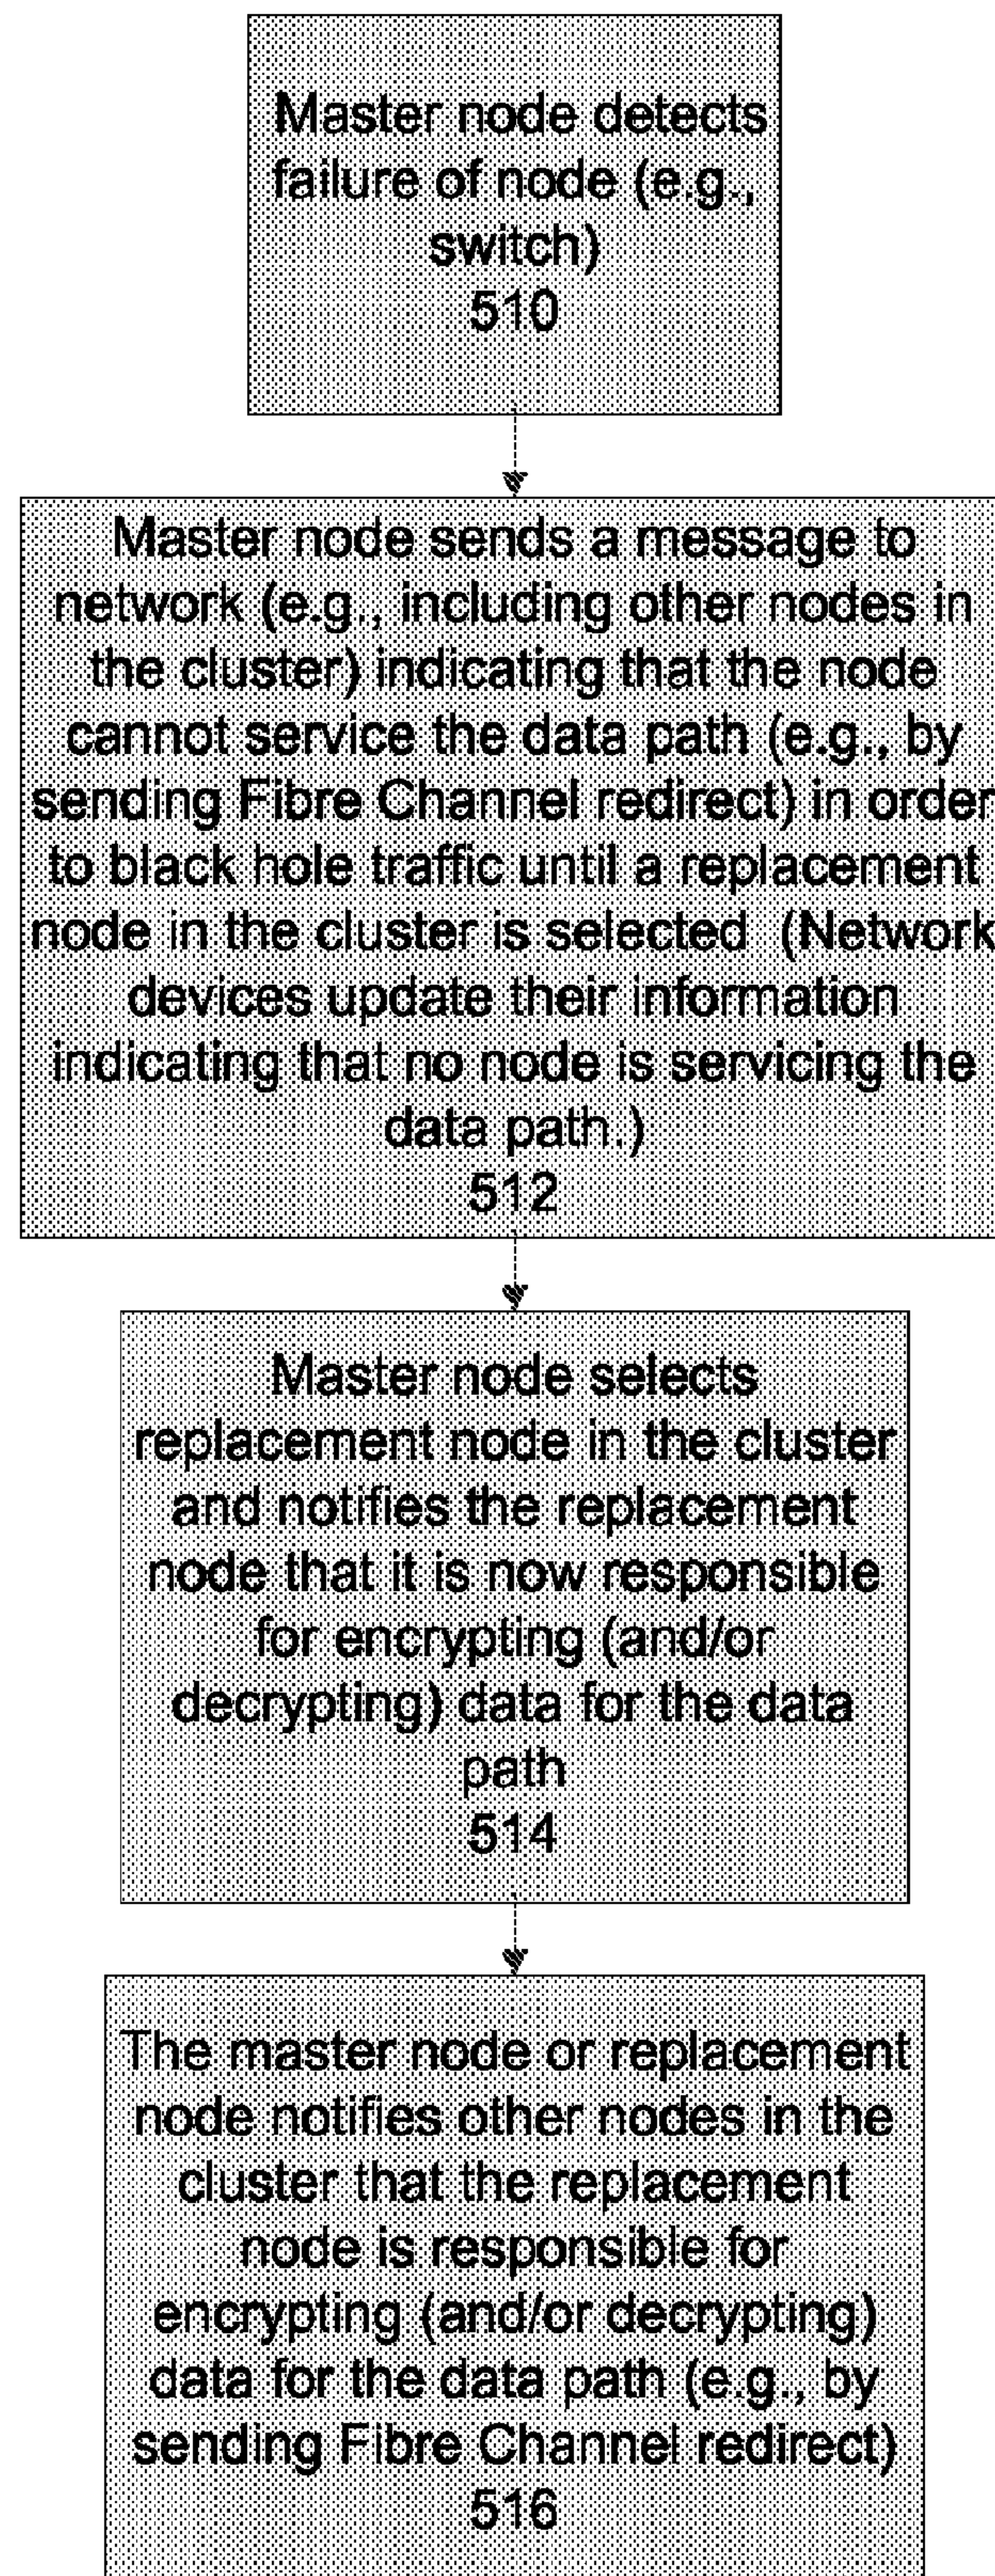 Master node detects
failure of node (e.g.,
switch)
510
Master node sends a message to
network (e.g., including other nodes in
the cluster) indicating that the node
cannot service the data path (e.g., by
sending Fibre Channel redirect) in order
to black hole traffic until a replacement
node in the cluster is selected (Network
devices update their information
indicating that no node is servicing the
data path.)
512
Master node selects
replacement node in the cluster
and notifies the replacement
node that it is now responsible
for encrypting (and/or
decrypting) data for the data
path
514
The master node or replacement
node notifies other nodes in the
cluster that the replacement
node is responsible for
encrypting (and/or decrypting)
data for the data path (e.g., by
sending Fibre Channel redirect)
516